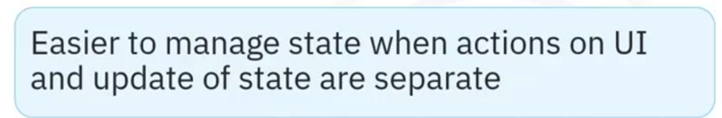 Easier to manage state when actions on UI
and update of state are separate